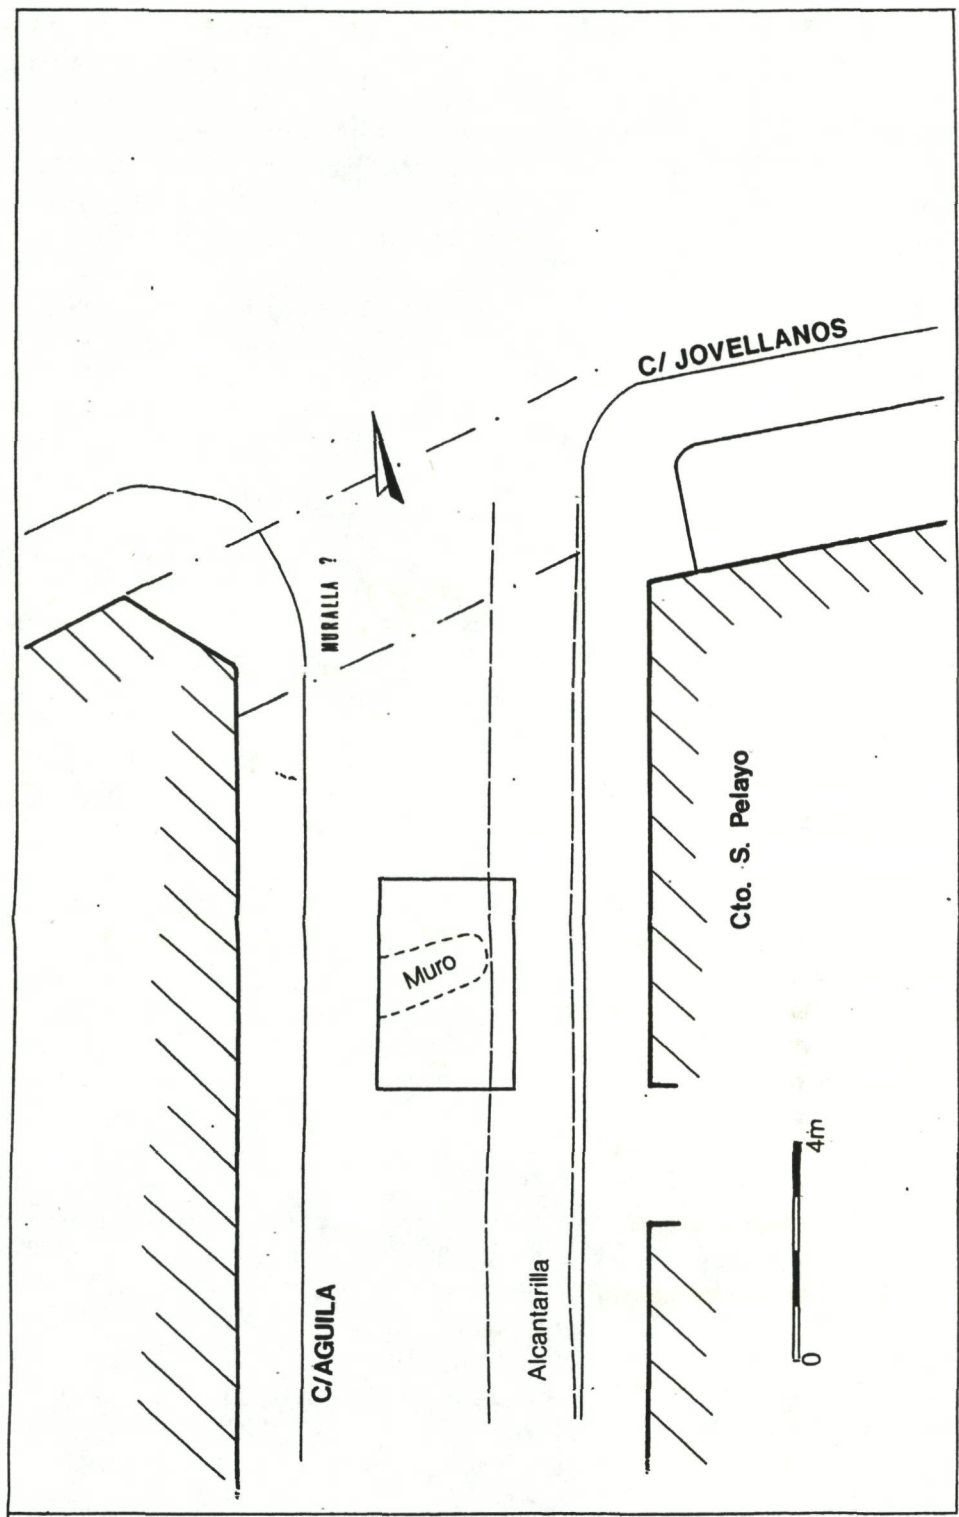 C/ JOVELLANOS
MURALLA ?
Cto. S. Pelayo
Muro
C/AGUILA
Alcantarilla
0 4m